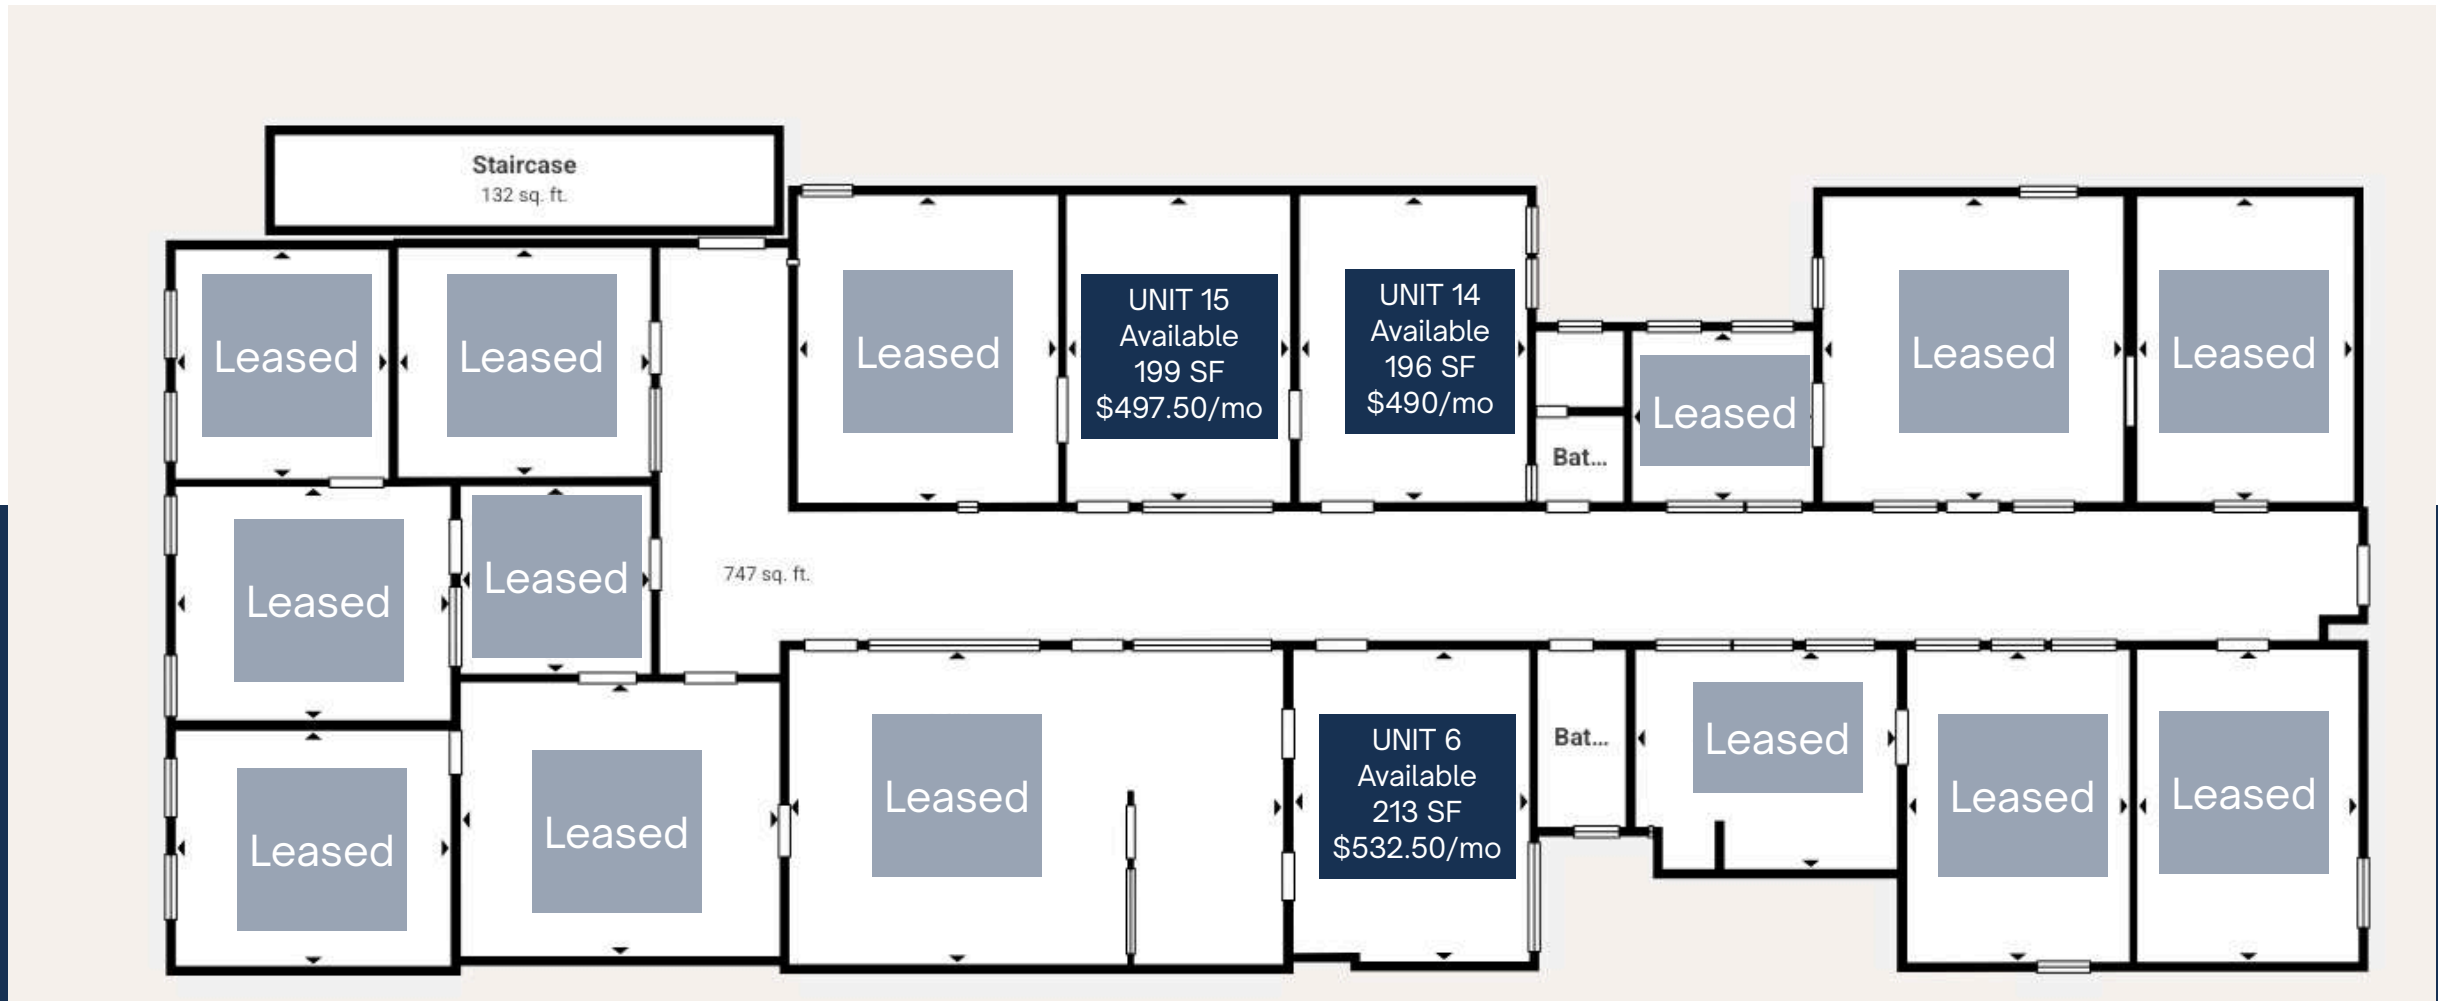 Staircase
132 sq. ft.
Leased
Leased
Leased
UNIT 15
Available
199 SF
$497.50/mo
UNIT 14
Available
196 SF
$490/mo
Bat...
Leased
Leased
Leased
Leased
Leased
747 sq. ft.
Leased
Leased
Leased
UNIT 6
Available
213 SF
$532.50/mo
Bat...
Leased
Leased
Leased